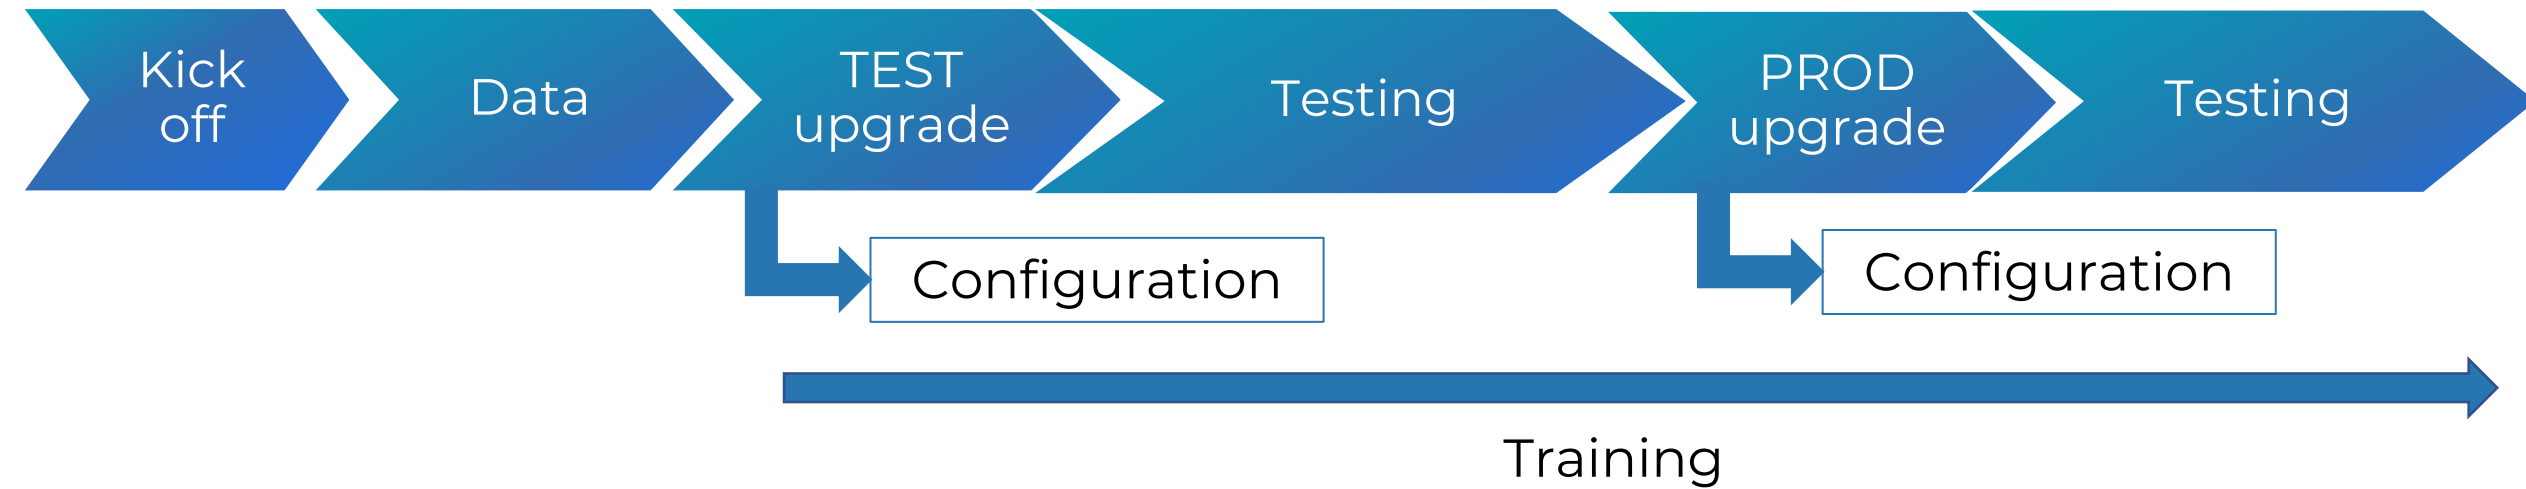 Kick
off
Data
TEST
upgrade
Testing
PROD
upgrade
Testing
Configuration
Configuration
Training